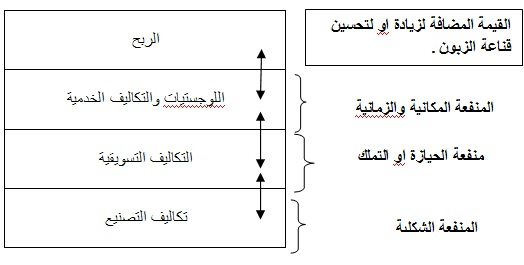 القيمة المضافة لزيادة او لتحسين
قناعة الزبون .
الربح
المنفعة المكانية والزمانية
اللوجستيات والتكاليف الخدمية
منفعة الحيازة او التملك
التكاليف التسويقية
المنفعة الشكلية
تكاليف التصنيع